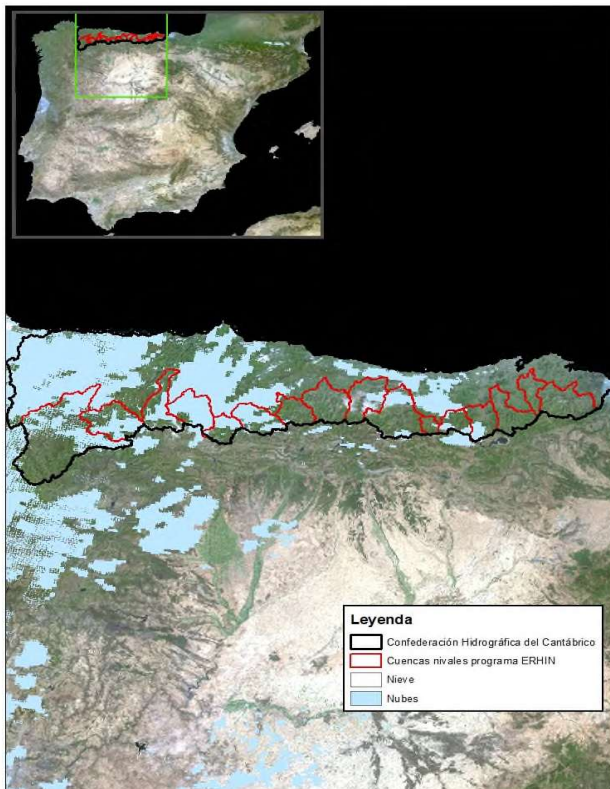 Leyenda
Confederación Hidrográfica del Cantábrico
Cuencas nivales programa ERHIN
Nieve
Nubes